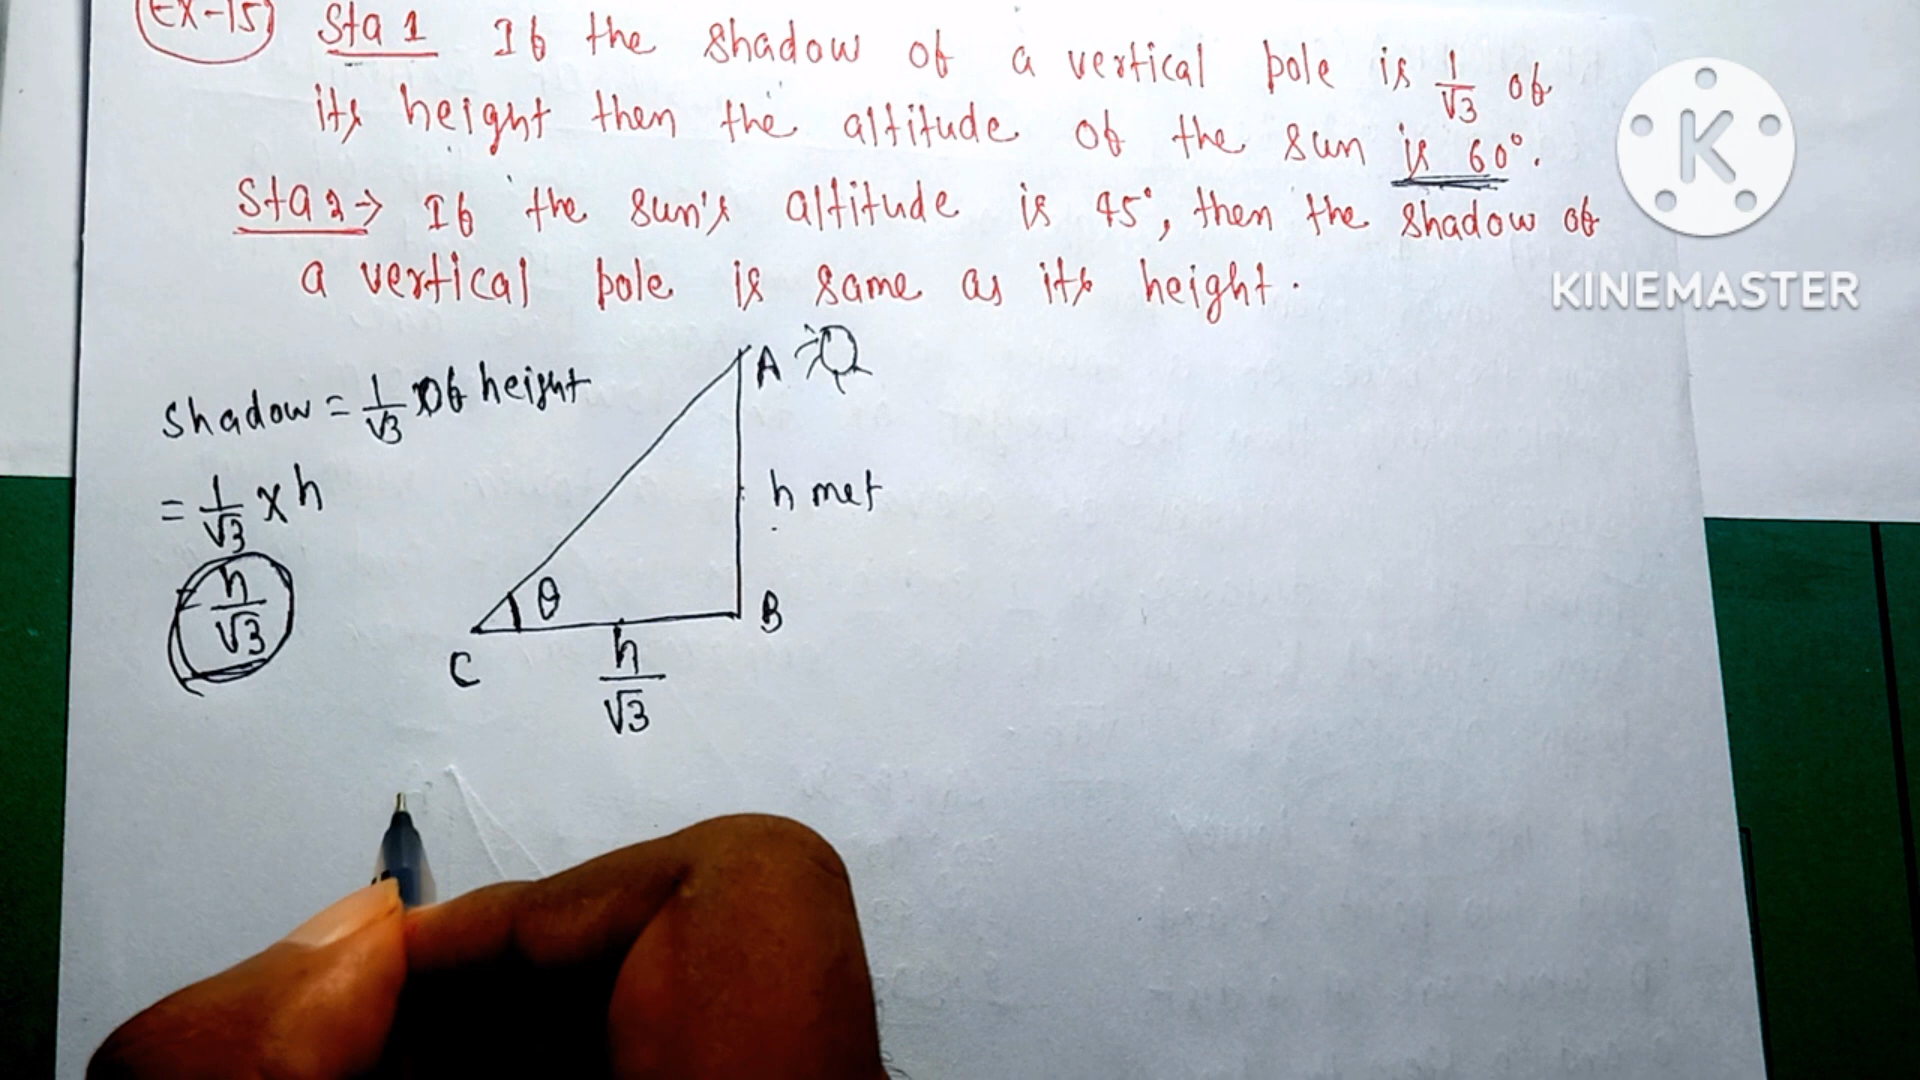 Ex-15) Sta 1 If the shadow of a vertical pole is 1/√3 of
its height then the altitude of the sun is 60°.
Sta 2→ If the sun's altitude is 45°, then the shadow of
a vertical pole is same as its height.
K
KINEMASTER
Shadow = 1/√3 of height
= 1/√3 × h
= h/√3
A
h met
θ
B
C
h/√3